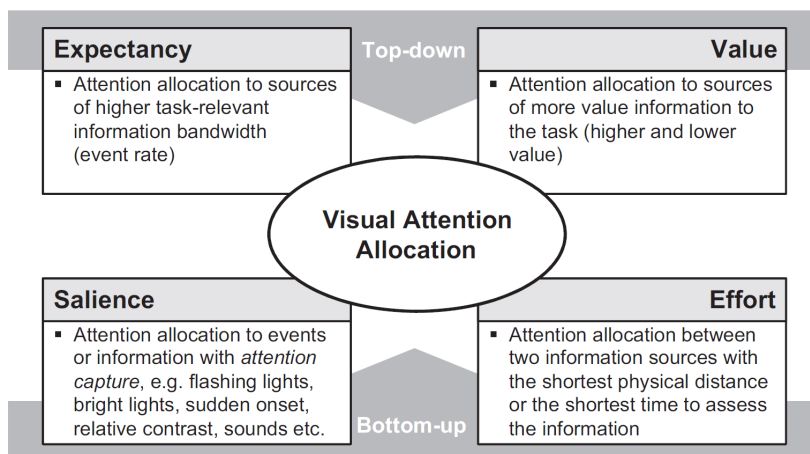 Expectancy
▪ Attention allocation to sources
of higher task-relevant
information bandwidth
(event rate)
Top-down
Value
▪ Attention allocation to sources
of more value information to
the task (higher and lower
value)
Visual Attention
Allocation
Salience
▪ Attention allocation to events
or information with attention
capture, e.g. flashing lights,
bright lights, sudden onset,
relative contrast, sounds etc.
Bottom-up
Effort
▪ Attention allocation between
two information sources with
the shortest physical distance
or the shortest time to assess
the information